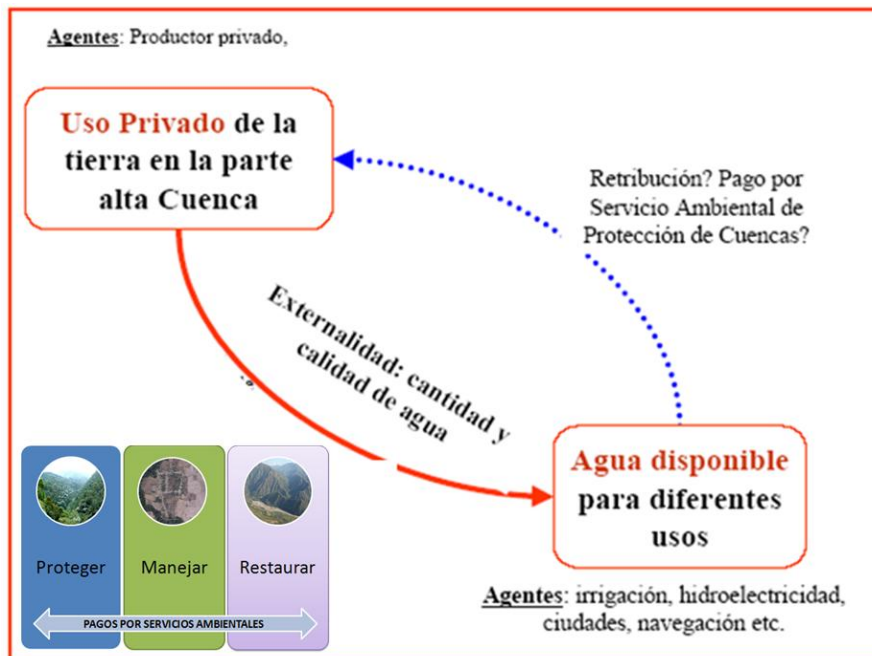 Agentes: Productor privado,
Uso Privado de la
tierra en la parte
alta Cuenca
Retribución? Pago por
Servicio Ambiental de
Protección de Cuencas?
Externalidad: cantidad y
calidad de agua
Agua disponible
para diferentes
usos
Agentes: irrigación, hidroelectricidad,
ciudades, navegación etc.
Proteger
Manejar
Restaurar
PAGOS POR SERVICIOS AMBIENTALES